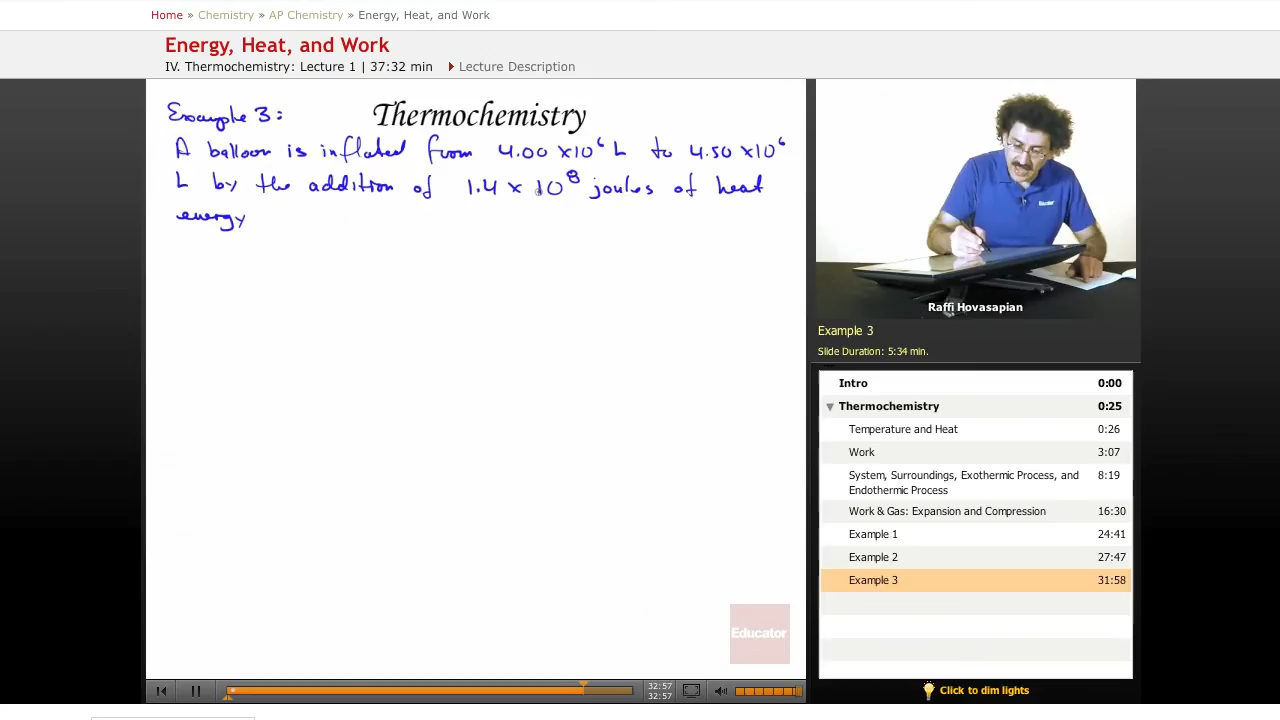 Home » Chemistry » AP Chemistry » Energy, Heat, and Work
Energy, Heat, and Work
IV. Thermochemistry: Lecture 1 | 37:32 min
Lecture Description
Thermochemistry
Example 3:
A balloon is inflated from 4.00 ×10⁶ L to 4.50 ×10⁶
L by the addition of 1.4 × 10⁸ joules of heat
energy
Educator
Educator
Raffi Hovasapian
Example 3
Slide Duration: 5:34 min.
Intro 0:00
Thermochemistry 0:25
Temperature and Heat 0:26
Work 3:07
System, Surroundings, Exothermic Process, and 8:19
Endothermic Process
Work & Gas: Expansion and Compression 16:30
Example 1 24:41
Example 2 27:47
Example 3 31:58
32:57
32:57
Click to dim lights